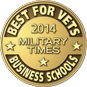 BEST FOR VETS
2014
MILITARY
TIMES
BUSINESS SCHOOLS